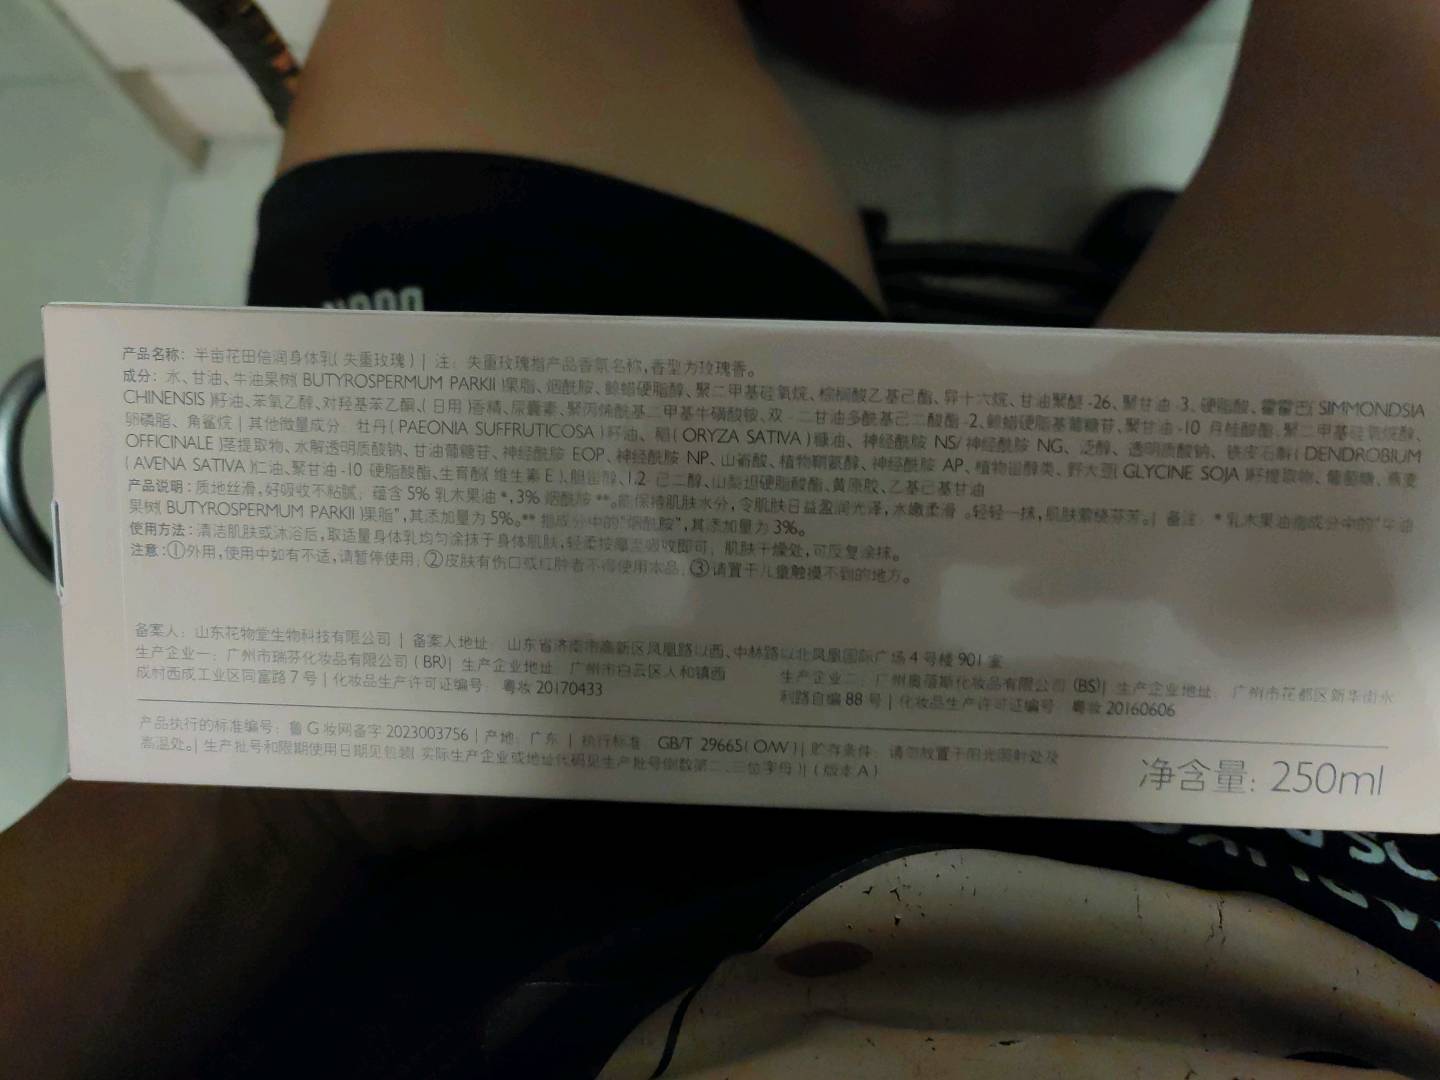 产品名称：半亩花田倍润身体乳(失重玫瑰)| 注：失重玫瑰指产品香氛名称，香型为玫瑰香。
成分：水、甘油、牛油果树(BUTYROSPERMUM PARKII)果脂、烟酰胺、鲸蜡硬脂醇、聚二甲基硅氧烷、棕榈酸乙基己酯、异十六烷、甘油聚醚-26、聚甘油-3、硬脂酸、霍霍巴(SIMMONDSIA
CHINENSIS)籽油、苯氧乙醇、对羟基苯乙酮、(日用)香精、尿囊素、聚丙烯酰基二甲基牛磺酸铵、双-二甘油多酰基己二酸酯-2、鲸蜡硬脂基葡糖苷、聚甘油-10 月桂酸酯、聚二甲基硅氧烷醇、
卵磷脂、角鲨烷 | 其他微量成分：牡丹(PAEONIA SUFFRUTICOSA)籽油、稻(ORYZA SATIVA)糠油、神经酰胺 NS/神经酰胺 NG、泛醇、透明质酸钠、铁皮石斛(DENDROBIUM
OFFICINALE)茎提取物、水解透明质酸钠、甘油葡糖苷、神经酰胺 EOP、神经酰胺 NP、山嵛酸、植物鞘氨醇、神经酰胺 AP、植物甾醇类、野大豆(GLYCINE SOJA)籽提取物、葡萄糖、燕麦
(AVENA SATIVA)仁油、聚甘油-10 硬脂酸酯、生育酚(维生素E)、胆甾醇、1,2-己二醇、山梨坦硬脂酸酯、黄原胶、乙基己基甘油
产品说明：质地丝滑，好吸收不粘腻；蕴含5% 乳木果油*，3% 烟酰胺**。能保持肌肤水分，令肌肤日益盈润光泽，水嫩柔滑。轻轻一抹，肌肤萦绕芬芳。| 备注：*乳木果油指成分中的“牛油
果树(BUTYROSPERMUM PARKII)果脂”，其添加量为5%。**指成分中的“烟酰胺”，其添加量为3%。
使用方法：清洁肌肤或沐浴后，取适量身体乳均匀涂抹于身体肌肤，轻柔按摩至吸收即可；肌肤干燥处，可反复涂抹。
注意：①外用，使用中如有不适，请暂停使用；②皮肤有伤口或红肿者不得使用本品；③请置于儿童触摸不到的地方。
备案人：山东花物堂生物科技有限公司 | 备案人地址：山东省济南市高新区凤凰路以西、中林路以北凤凰国际广场4号楼901室
生产企业一：广州市瑞芬化妆品有限公司(BR)| 生产企业地址：广州市白云区人和镇西
成村西成工业区同富路7号 | 化妆品生产许可证编号：粤妆20170433
生产企业二：广州奥蓓斯化妆品有限公司(BS)| 生产企业地址：广州市花都区新华街永
利路自编88号 | 化妆品生产许可证编号：粤妆20160606
产品执行的标准编号：鲁G妆网备字2023003756 | 产地：广东 | 执行标准：GB/T 29665(O/W)| 贮存条件：请勿放置于阳光照射处及
高温处。| 生产批号和限期使用日期见包装(实际生产企业或地址代码见生产批号倒数第二、三位字母)|(版本A)
净含量：250ml